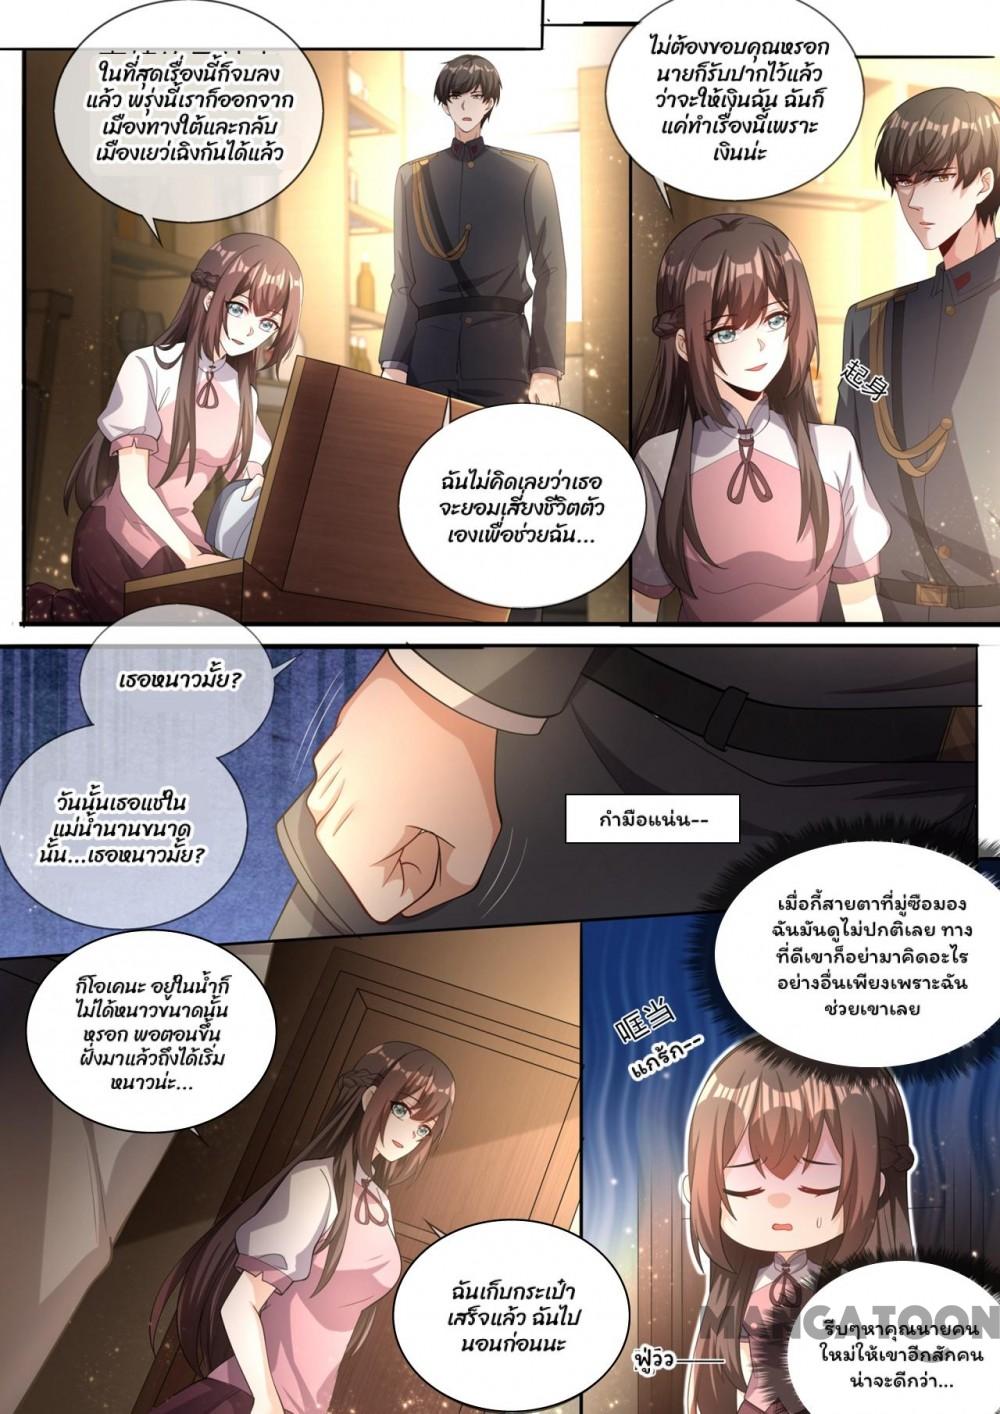 ในที่สุดเรื่องนี้ก็จบลง
แล้ว พรุ่งนี้เราก็ออกจาก
เมืองทางใต้และกลับ
เมืองเยว่เฉิงกันได้แล้ว
ฉันไม่คิดเลยว่าเธอ
จะยอมเสี่ยงชีวิตตัว
เองเพื่อช่วยฉัน...
ไม่ต้องขอบคุณหรอก
นายก็รับปากไว้แล้ว
ว่าจะให้เงินฉัน ฉันก็
แค่ทำเรื่องนี้เพราะ
เงินน่ะ
起身
เธอหนาวมั้ย?
วันนั้นเธอแช่ใน
แม่น้ำนานขนาด
นั้น...เธอหนาวมั้ย?
กำมือแน่น--
ก็โอเคนะ อยู่ในน้ำก็
ไม่ได้หนาวขนาดนั้น
หรอก พอตอนขึ้น
ฝั่งมาแล้วถึงได้เริ่ม
หนาวน่ะ...
ฉันเก็บกระเป๋า
เสร็จแล้ว ฉันไป
นอนก่อนนะ
เมื่อกี้สายตาที่มู่ซือมอง
ฉันมันดูไม่ปกติเลย ทาง
ที่ดีเขาก็อย่ามาคิดอะไร
อย่างอื่นเพียงเพราะฉัน
ช่วยเขาเลย
哐当
แกร๊ก--
ฟู่วว——
รีบๆหาคุณนายคน
ใหม่ให้เขาอีกสักคน
น่าจะดีกว่า...
MANGATOON